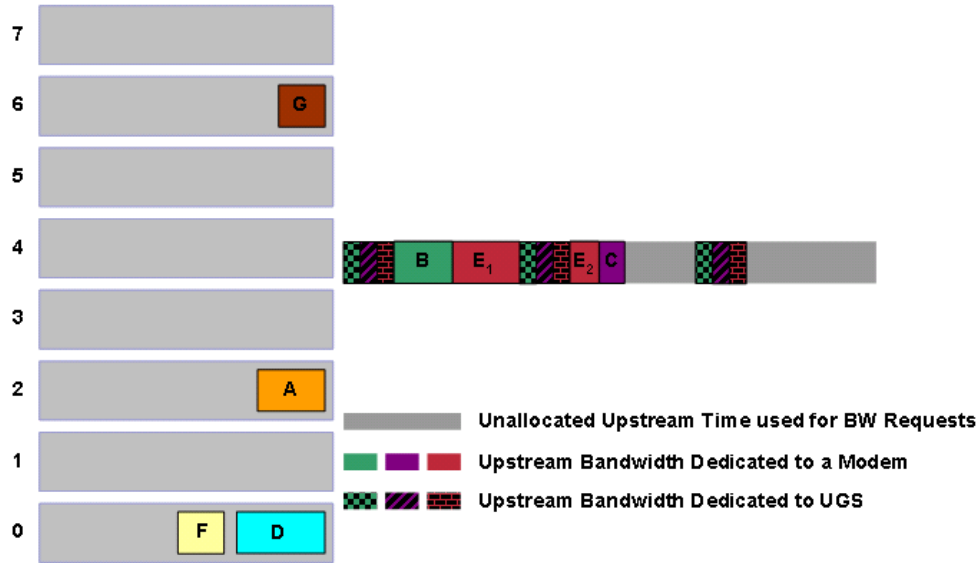 7
6 G
5
4 B E₁ E₂ C
3
2 A
Unallocated Upstream Time used for BW Requests
1 Upstream Bandwidth Dedicated to a Modem
Upstream Bandwidth Dedicated to UGS
0 F D